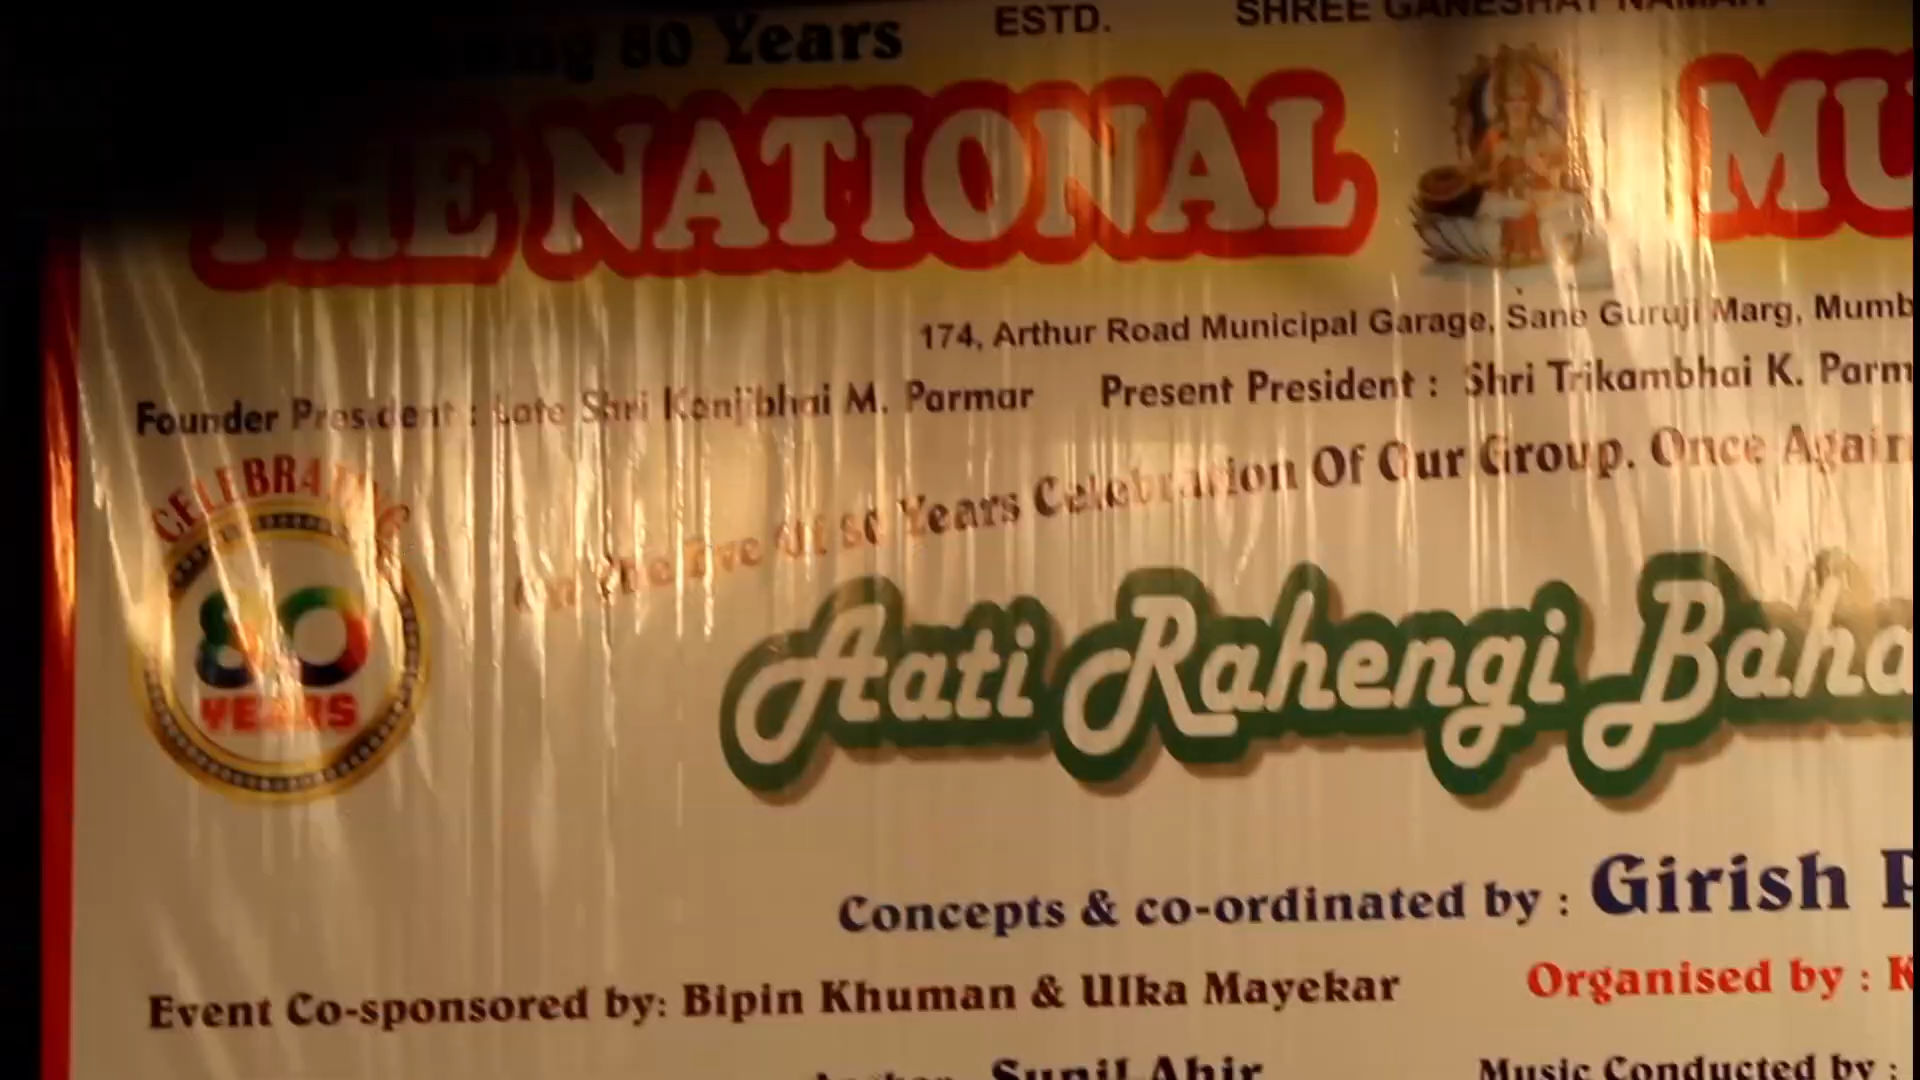 80 Years
ESTD.
SHREE GANESHAY NAMAH
THE NATIONAL MU
174, Arthur Road Municipal Garage, Sane Guruji Marg, Mumb
Founder President : Late Shri Kanjibhai M. Parmar Present President : Shri Trikambhai K. Parm
On The Eve Of 80 Years Celebration Of Our Group. Once Again
CELEBRATING
80
YEARS
Aati Rahengi Baha
Concepts & co-ordinated by : Girish P
Event Co-sponsored by: Bipin Khuman & Ulka Mayekar
Organised by : K
Sunil Ahir
Music Conducted by :